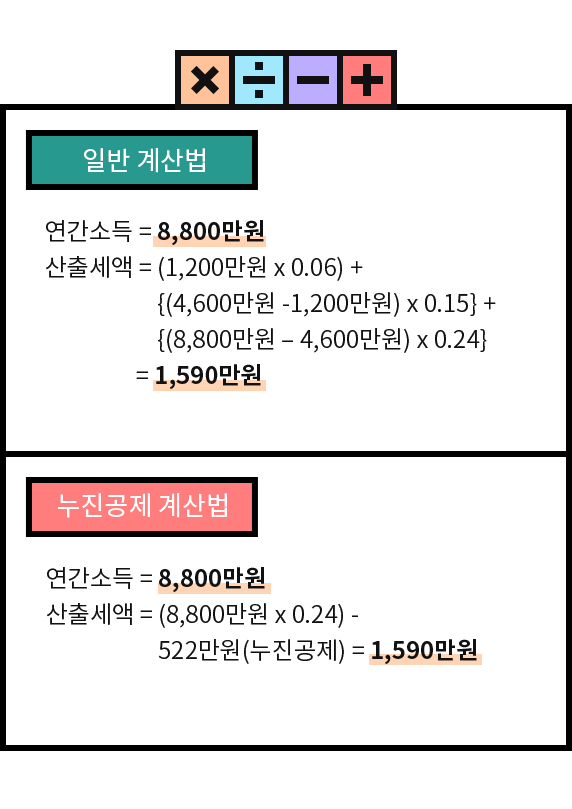 × ÷ − +
일반 계산법
연간소득 = 8,800만원
산출세액 = (1,200만원 x 0.06) +
{(4,600만원 -1,200만원) x 0.15} +
{(8,800만원 – 4,600만원) x 0.24}
= 1,590만원
누진공제 계산법
연간소득 = 8,800만원
산출세액 = (8,800만원 x 0.24) -
522만원(누진공제) = 1,590만원